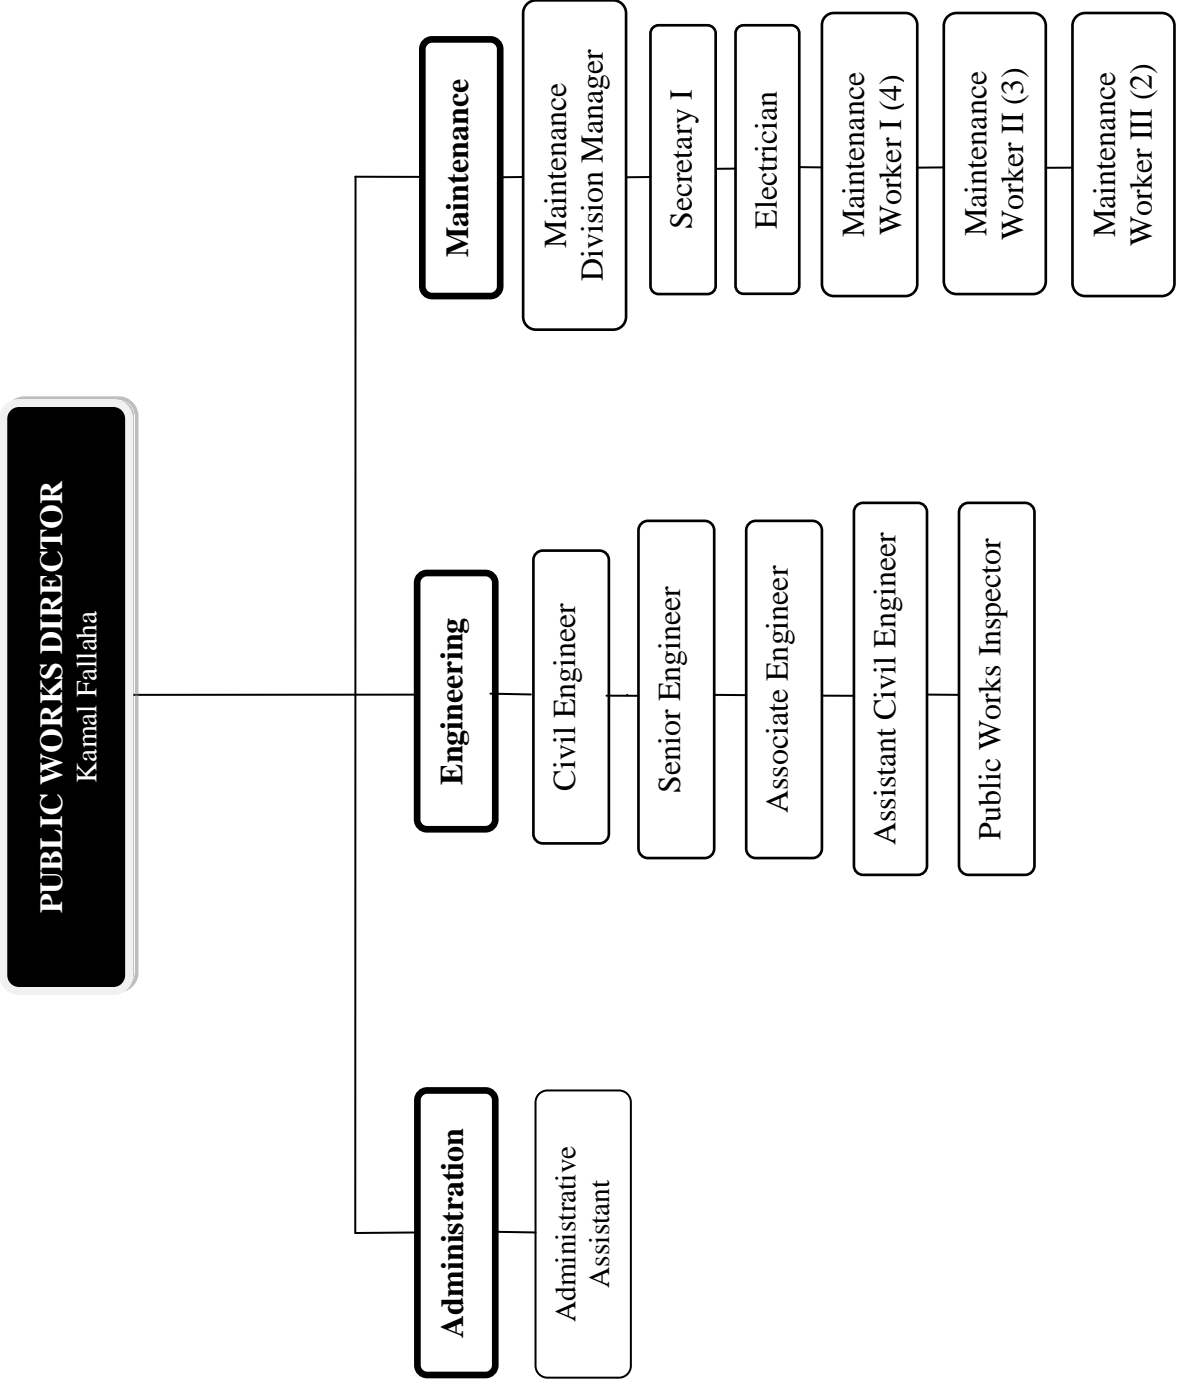 PUBLIC WORKS DIRECTOR
Kamal Fallaha
Administration
Administrative
Assistant
Engineering
Civil Engineer
Senior Engineer
Associate Engineer
Assistant Civil Engineer
Public Works Inspector
Maintenance
Maintenance
Division Manager
Secretary I
Electrician
Maintenance
Worker I (4)
Maintenance
Worker II (3)
Maintenance
Worker III (2)